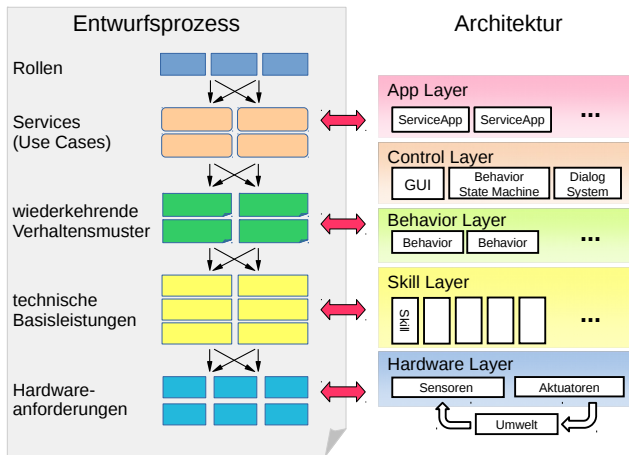 Entwurfsprozess
Rollen
Services
(Use Cases)
wiederkehrende
Verhaltensmuster
technische
Basisleistungen
Hardware-
anforderungen
Architektur
App Layer
ServiceApp
ServiceApp
...
Control Layer
GUI
Behavior
State Machine
Dialog
System
Behavior Layer
Behavior
Behavior
...
Skill Layer
Skill
...
Hardware Layer
Sensoren
Aktuatoren
Umwelt